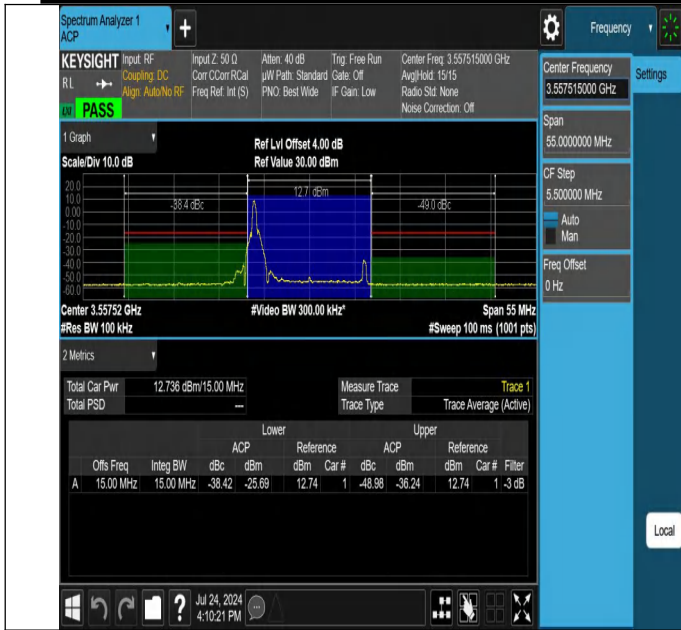 Spectrum Analyzer 1
ACP
+
Frequency
KEYSIGHT Input: RF Input Z: 50 Ω Atten: 40 dB Trig: Free Run Center Freq: 3.557515000 GHz
RL Coupling: DC Corr CCorr RCal µW Path: Standard Gate: Off Avg|Hold: 15/15
Align: Auto/No RF Freq Ref: Int (S) PNO: Best Wide IF Gain: Low Radio Std: None
PASS Noise Correction: Off
Center Frequency
3.557515000 GHz
Settings
Span
55.0000000 MHz
CF Step
5.500000 MHz
Auto
Man
Freq Offset
0 Hz
1 Graph
Ref Lvl Offset 4.00 dB
Scale/Div 10.0 dB Ref Value 30.00 dBm
20.0
10.0
0.00
-10.0
-20.0
-30.0
-40.0
-50.0
-60.0
-38.4 dBc 12.7 dBm -49.0 dBc
Center 3.55752 GHz #Video BW 300.00 kHz* Span 55 MHz
#Res BW 100 kHz #Sweep 100 ms (1001 pts)
2 Metrics
Total Car Pwr 12.736 dBm/15.00 MHz Measure Trace Trace 1
Total PSD --- Trace Type Trace Average (Active)
Lower Upper
ACP Reference ACP Reference
Offs Freq Integ BW dBc dBm dBm Car # dBc dBm dBm Car # Filter
A 15.00 MHz 15.00 MHz -38.42 -25.69 12.74 1 -48.98 -36.24 12.74 1 -3 dB
Local
? Jul 24, 2024
4:10:21 PM